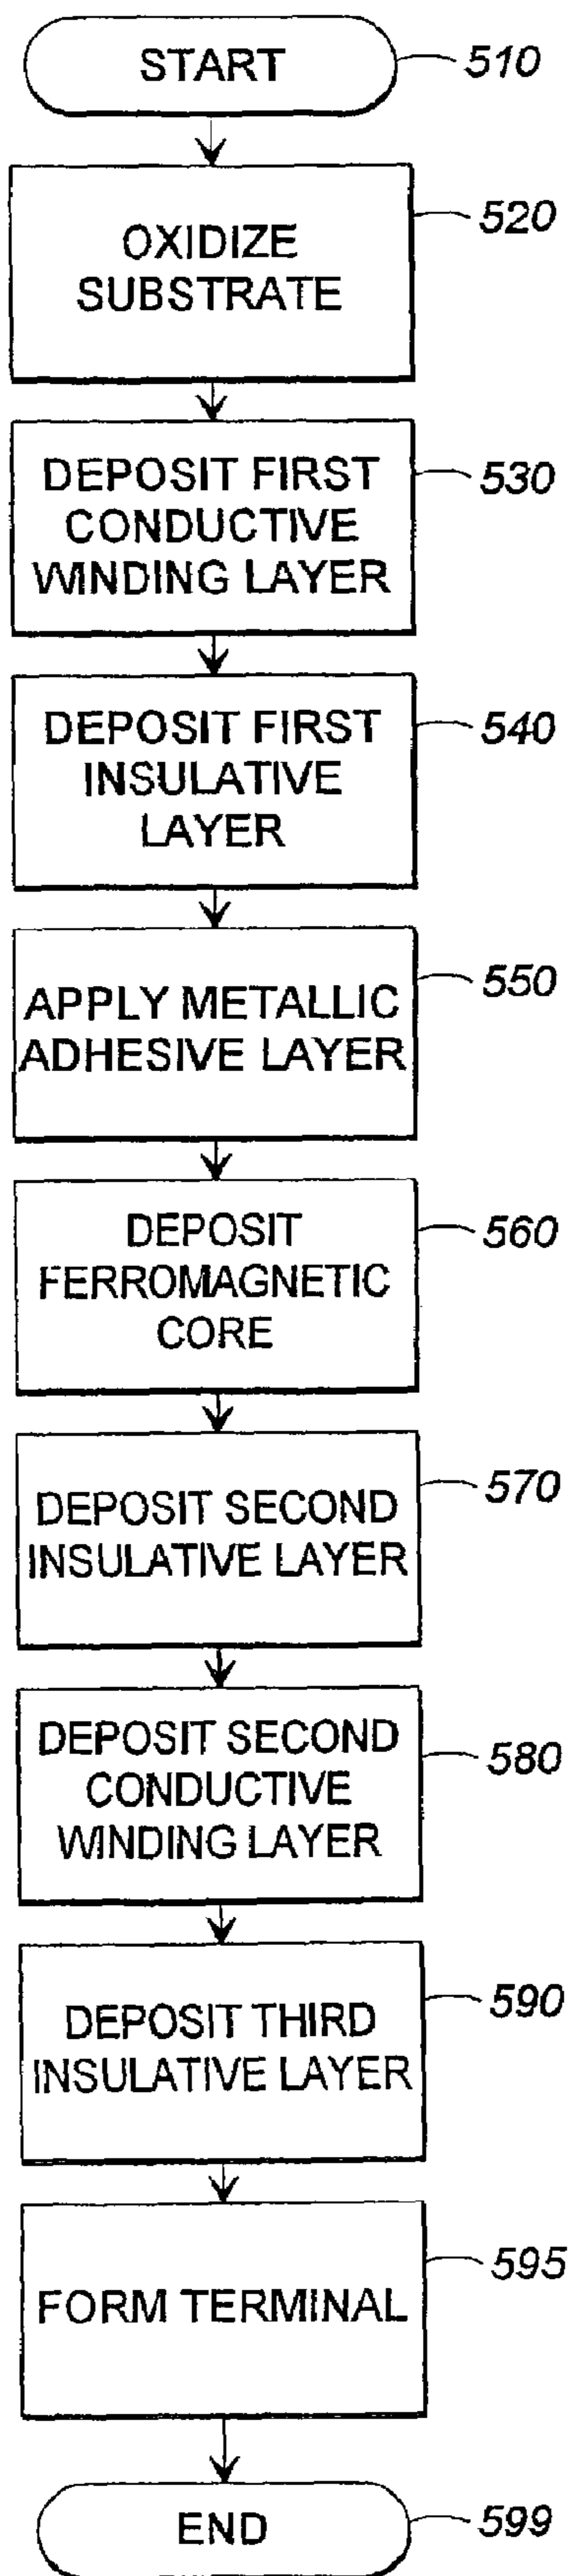 START
510
OXIDIZE
SUBSTRATE
520
DEPOSIT FIRST
CONDUCTIVE
WINDING LAYER
530
DEPOSIT FIRST
INSULATIVE
LAYER
540
APPLY METALLIC
ADHESIVE LAYER
550
DEPOSIT
FERROMAGNETIC
CORE
560
DEPOSIT SECOND
INSULATIVE LAYER
570
DEPOSIT SECOND
CONDUCTIVE
WINDING LAYER
580
DEPOSIT THIRD
INSULATIVE LAYER
590
FORM TERMINAL
595
END
599